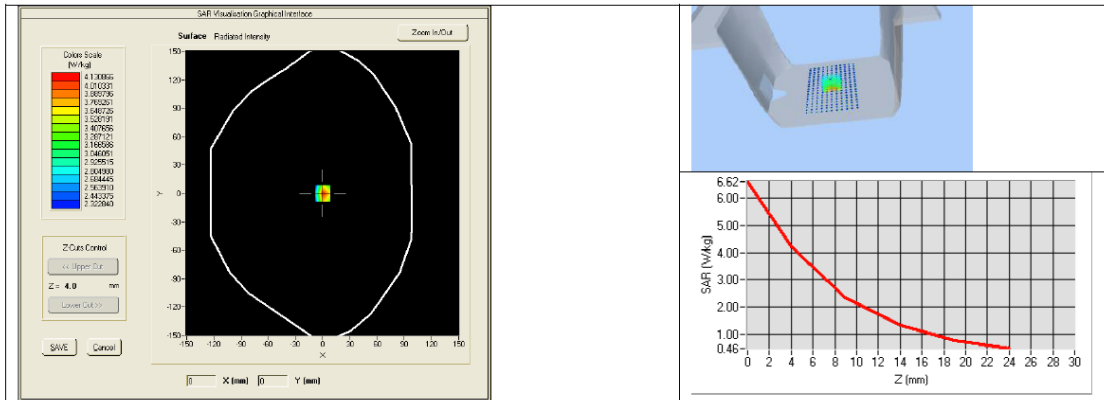 SAR Visualisation Graphical Interface
Surface Radiated Intensity
Zoom In/Out
Colors Scale
(W/kg)
4.130866
4.010331
3.889796
3.769261
3.648726
3.528191
3.407656
3.287121
3.166586
3.046051
2.925515
2.804980
2.684445
2.563910
2.443375
2.322840
Z-Cuts Control
<< Upper Cut
Z = 4.0 mm
Lower Cut >>
SAVE Cancel
Y
150
120
90
60
30
0
-30
-60
-90
-120
-150
-150 -120 -90 -60 -30 0 30 60 90 120 150
X
0 X (mm) 0 Y (mm)
SAR (W/kg)
6.62
6.00
5.00
4.00
3.00
2.00
1.00
0.46
0 2 4 6 8 10 12 14 16 18 20 22 24 26 28 30
Z (mm)